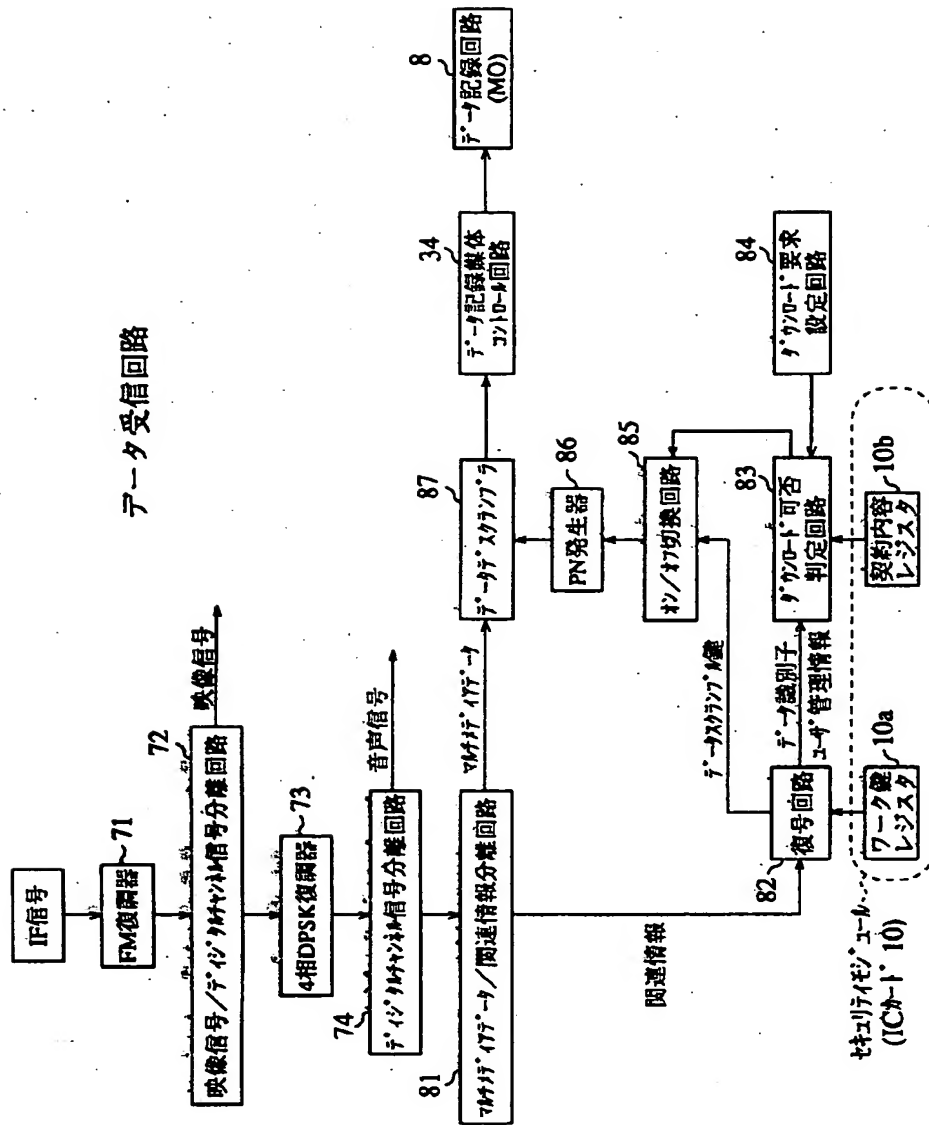 データ受信回路
IF信号
71
FM復調器
72
映像信号/ディジタルチャンネル信号分離回路
映像信号
73
4相DPSK復調器
74
ディジタルチャンネル信号分離回路
音声信号
81
マルチメディアデータ/関連情報分離回路
マルチメディアデータ
87
データデスクランブラ
34
データ記録媒体
コントロール回路
8
データ記録回路
(MO)
86
PN発生器
85
オン/オフ切換回路
データスクランブル鍵
関連情報
82
復号回路
データ識別子
ユーザ管理情報
83
ダウンロード可否
判定回路
84
ダウンロード要求
設定回路
10a
ワーク鍵
レジスタ
10b
契約内容
レジスタ
セキュリティモジュール
(ICカード 10)